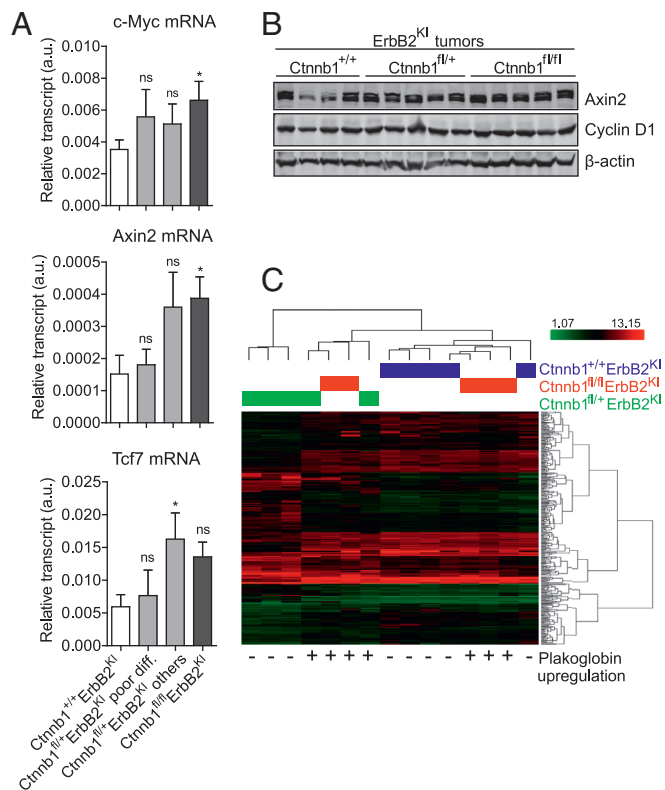 A
c-Myc mRNA
Relative transcript (a.u.)
0.010
0.008
0.006
0.004
0.002
0.000
ns
ns
*
Axin2 mRNA
Relative transcript (a.u.)
0.0005
0.0004
0.0003
0.0002
0.0001
0.0000
ns
ns
*
Tcf7 mRNA
Relative transcript (a.u.)
0.025
0.020
0.015
0.010
0.005
0.000
ns
*
ns
Ctnnb1+/+ErbB2KI
Ctnnb1fl/+ErbB2KI poor diff.
Ctnnb1fl/+ErbB2KI others
Ctnnb1fl/flErbB2KI
B
ErbB2KI tumors
Ctnnb1+/+ Ctnnb1fl/+ Ctnnb1fl/fl
Axin2
Cyclin D1
β-actin
C
1.07 13.15
Ctnnb1+/+ErbB2KI
Ctnnb1fl/flErbB2KI
Ctnnb1fl/+ErbB2KI
- - - + + + + - - - - + + + - Plakoglobin
upregulation